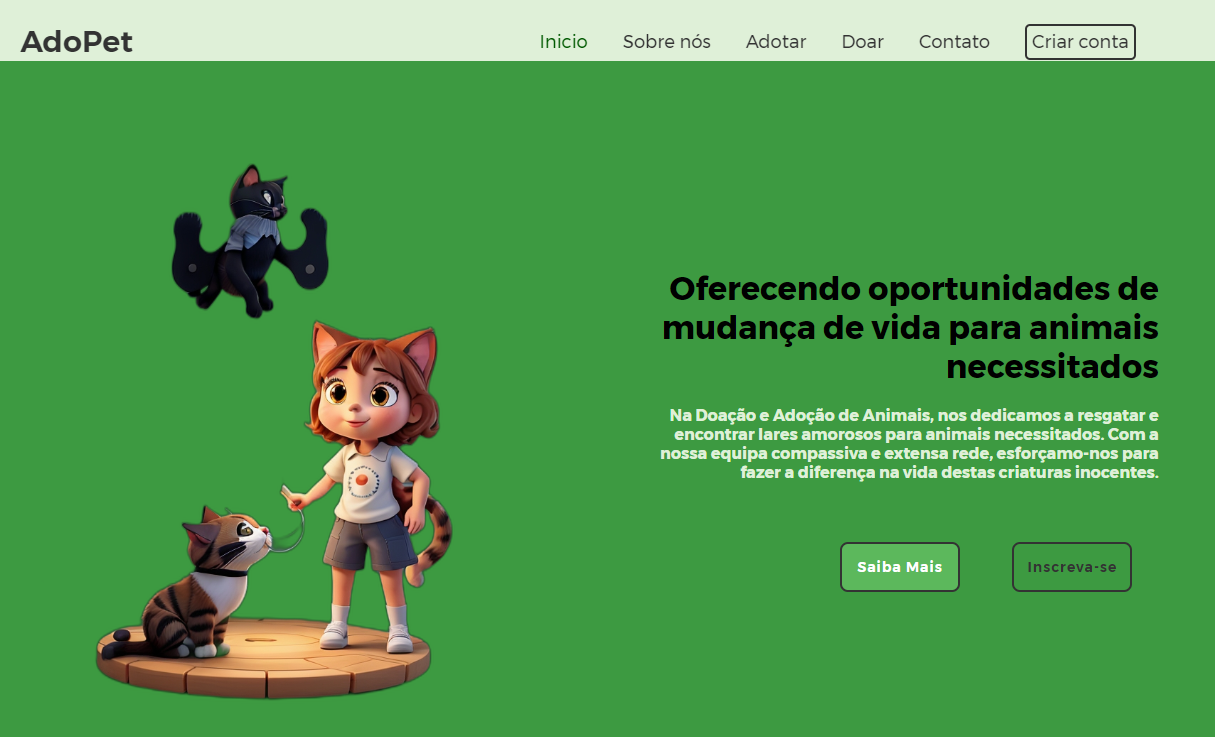 AdoPet
Inicio Sobre nós Adotar Doar Contato Criar conta
Oferecendo oportunidades de
mudança de vida para animais
necessitados
Na Doação e Adoção de Animais, nos dedicamos a resgatar e
encontrar lares amorosos para animais necessitados. Com a
nossa equipa compassiva e extensa rede, esforçamo-nos para
fazer a diferença na vida destas criaturas inocentes.
Saiba Mais Inscreva-se